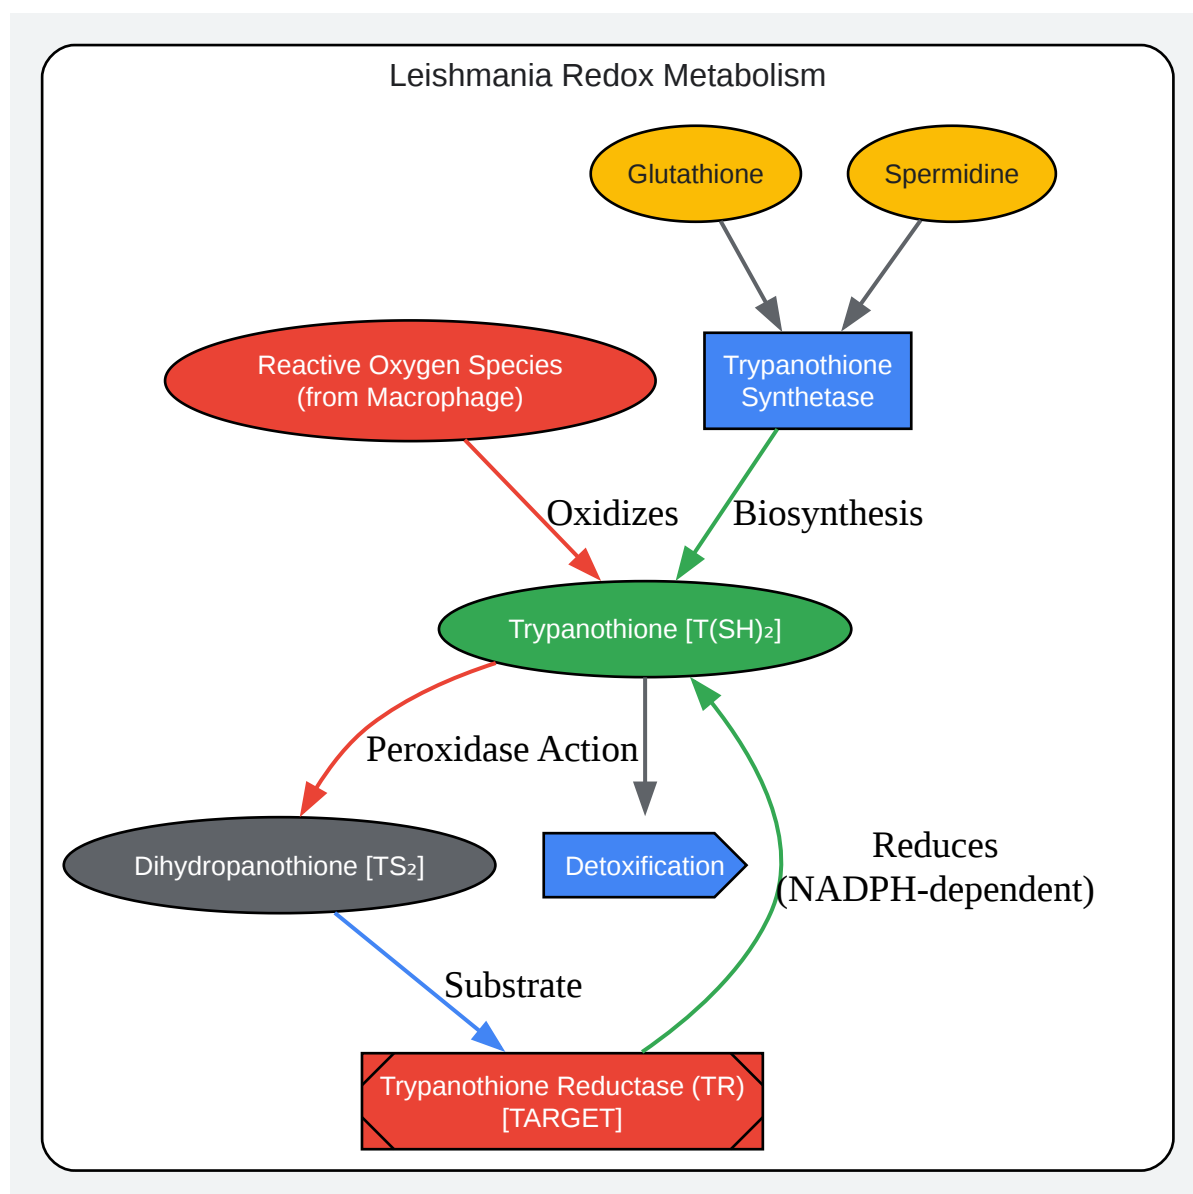 Leishmania Redox Metabolism
Glutathione
Spermidine
Reactive Oxygen Species
(from Macrophage)
Trypanothione
Synthetase
Oxidizes
Biosynthesis
Trypanothione [T(SH)₂]
Peroxidase Action
Dihydropanothione [TS₂]
Detoxification
Reduces
(NADPH-dependent)
Substrate
Trypanothione Reductase (TR)
[TARGET]